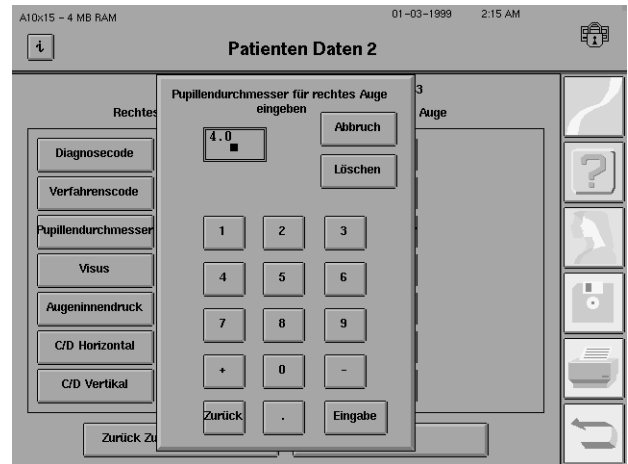 A10x15 – 4 MB RAM
01-03-1999 2:15 AM
i
Patienten Daten 2
3
Rechtes
Auge
Pupillendurchmesser für rechtes Auge
eingeben
4.0
Abbruch
Löschen
Diagnosecode
Verfahrenscode
Pupillendurchmesser
Visus
Augeninnendruck
C/D Horizontal
C/D Vertikal
1 2 3
4 5 6
7 8 9
+ 0 -
Zurück . Eingabe
Zurück Zu
?